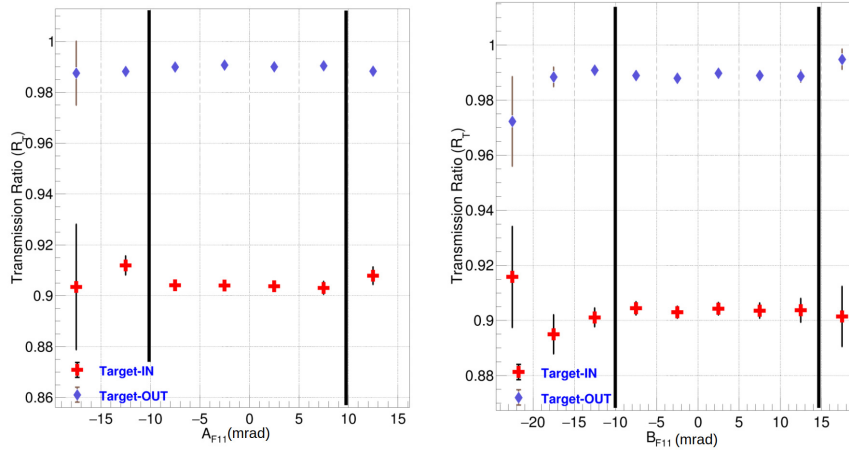 Transmission Ratio (R_T)
1
0.98
0.96
0.94
0.92
0.9
0.88
0.86
Target-IN
Target-OUT
−15 −10 −5 0 5 10 15
A_F11 (mrad)
Transmission Ratio (R_T)
1
0.98
0.96
0.94
0.92
0.9
0.88
Target-IN
Target-OUT
−20 −15 −10 −5 0 5 10 15
B_F11 (mrad)